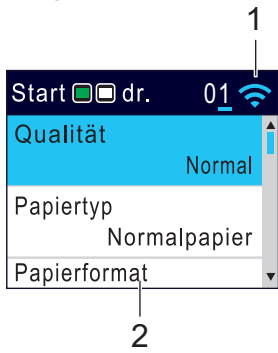 1
Start dr. 01
Qualität
Normal
Papiertyp
Normalpapier
Papierformat
2